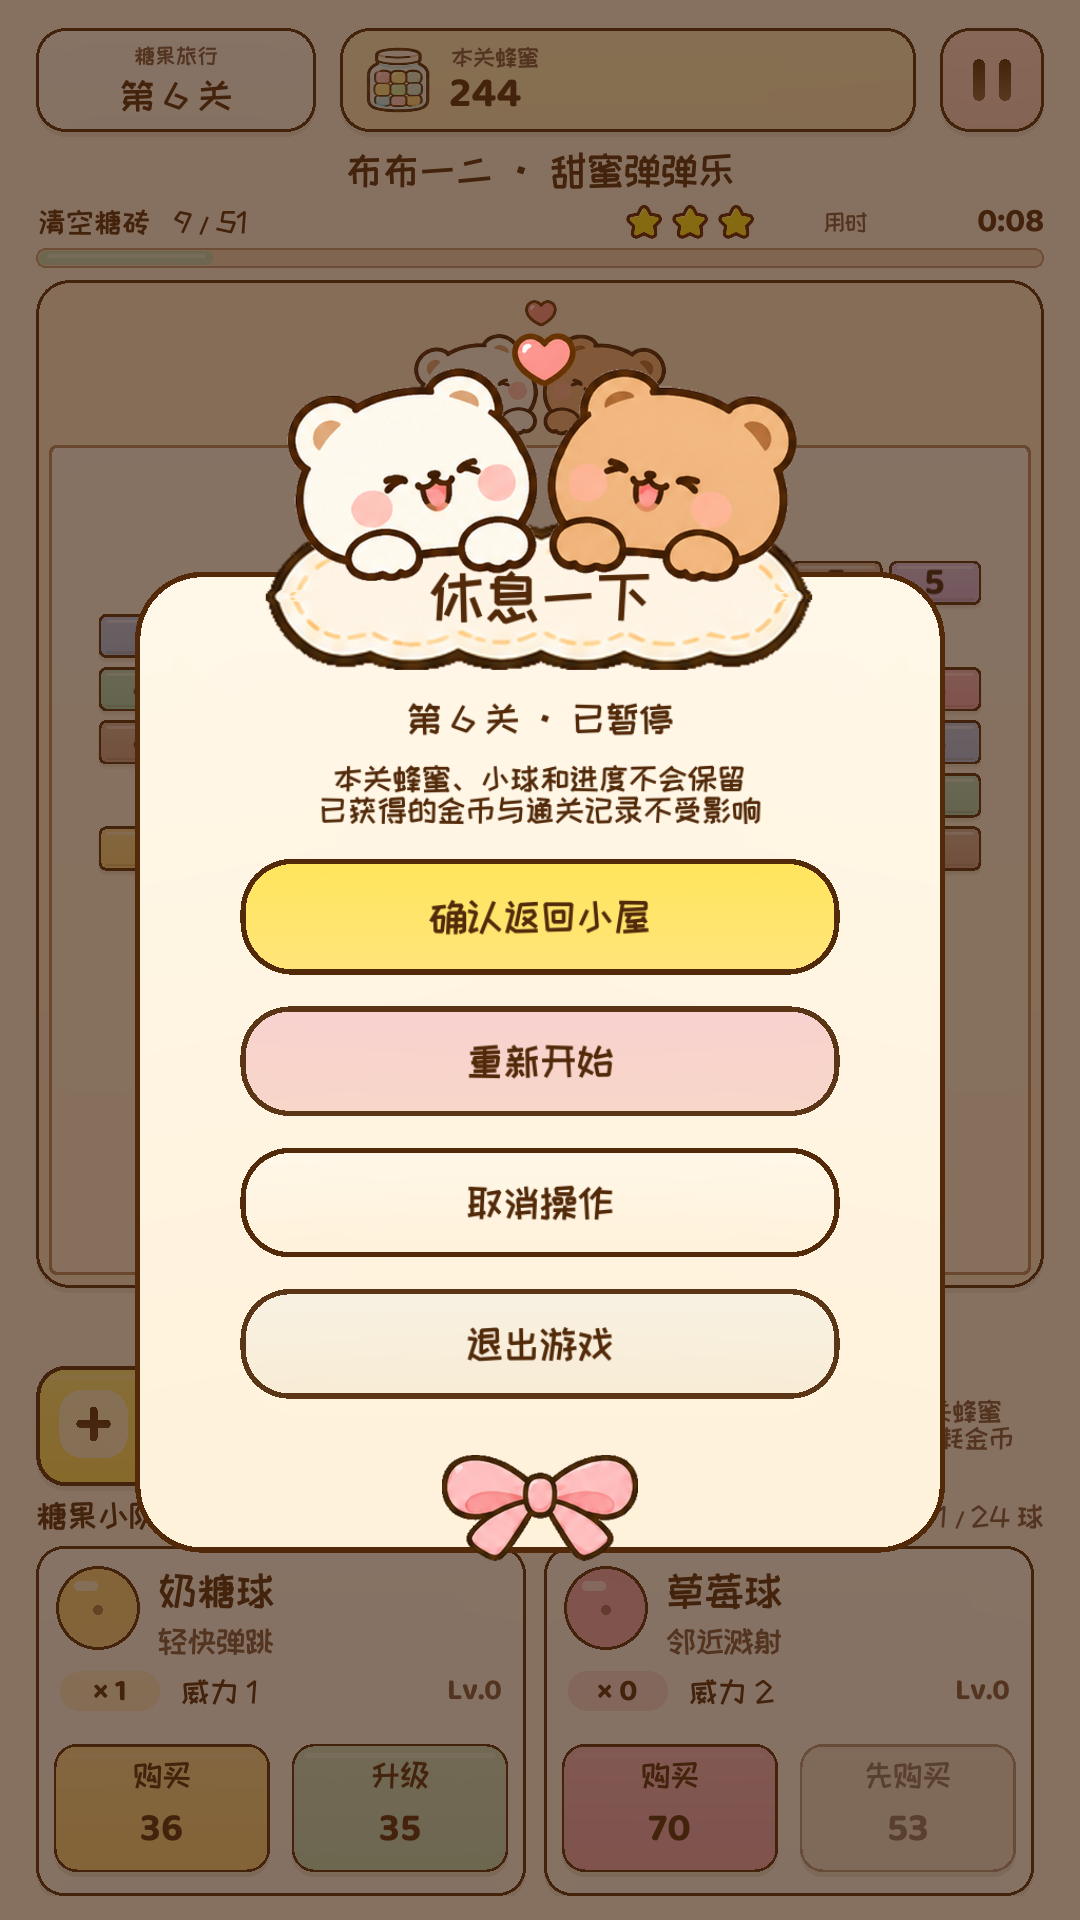 糖果旅行
第 6 关
本关蜂蜜
244
布布一二 · 甜蜜弹弹乐
清空糖砖 9 / 51
用时
0:08
5
休息一下
第 6 关 · 已暂停
本关蜂蜜、小球和进度不会保留
已获得的金币与通关记录不受影响
确认返回小屋
重新开始
取消操作
退出游戏
蜂蜜
耗金币
糖果小队
1 / 24 球
奶糖球
轻快弹跳
× 1
威力 1
Lv.0
购买
36
升级
35
草莓球
邻近溅射
× 0
威力 2
Lv.0
购买
70
先购买
53